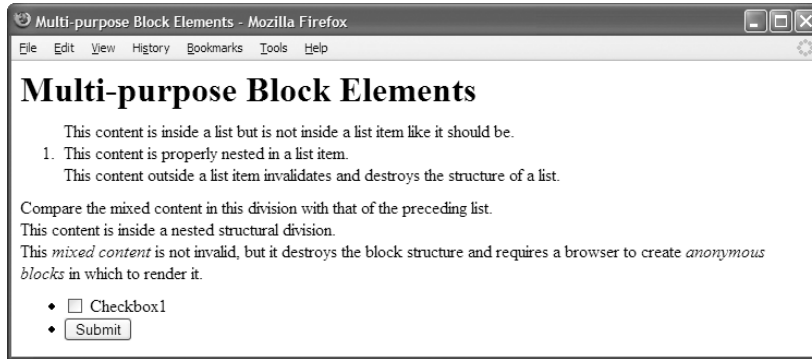 Multi-purpose Block Elements - Mozilla Firefox
File Edit View History Bookmarks Tools Help
Multi-purpose Block Elements
This content is inside a list but is not inside a list item like it should be.
1. This content is properly nested in a list item.
This content outside a list item invalidates and destroys the structure of a list.
Compare the mixed content in this division with that of the preceding list.
This content is inside a nested structural division.
This mixed content is not invalid, but it destroys the block structure and requires a browser to create anonymous
blocks in which to render it.
• Checkbox1
• Submit